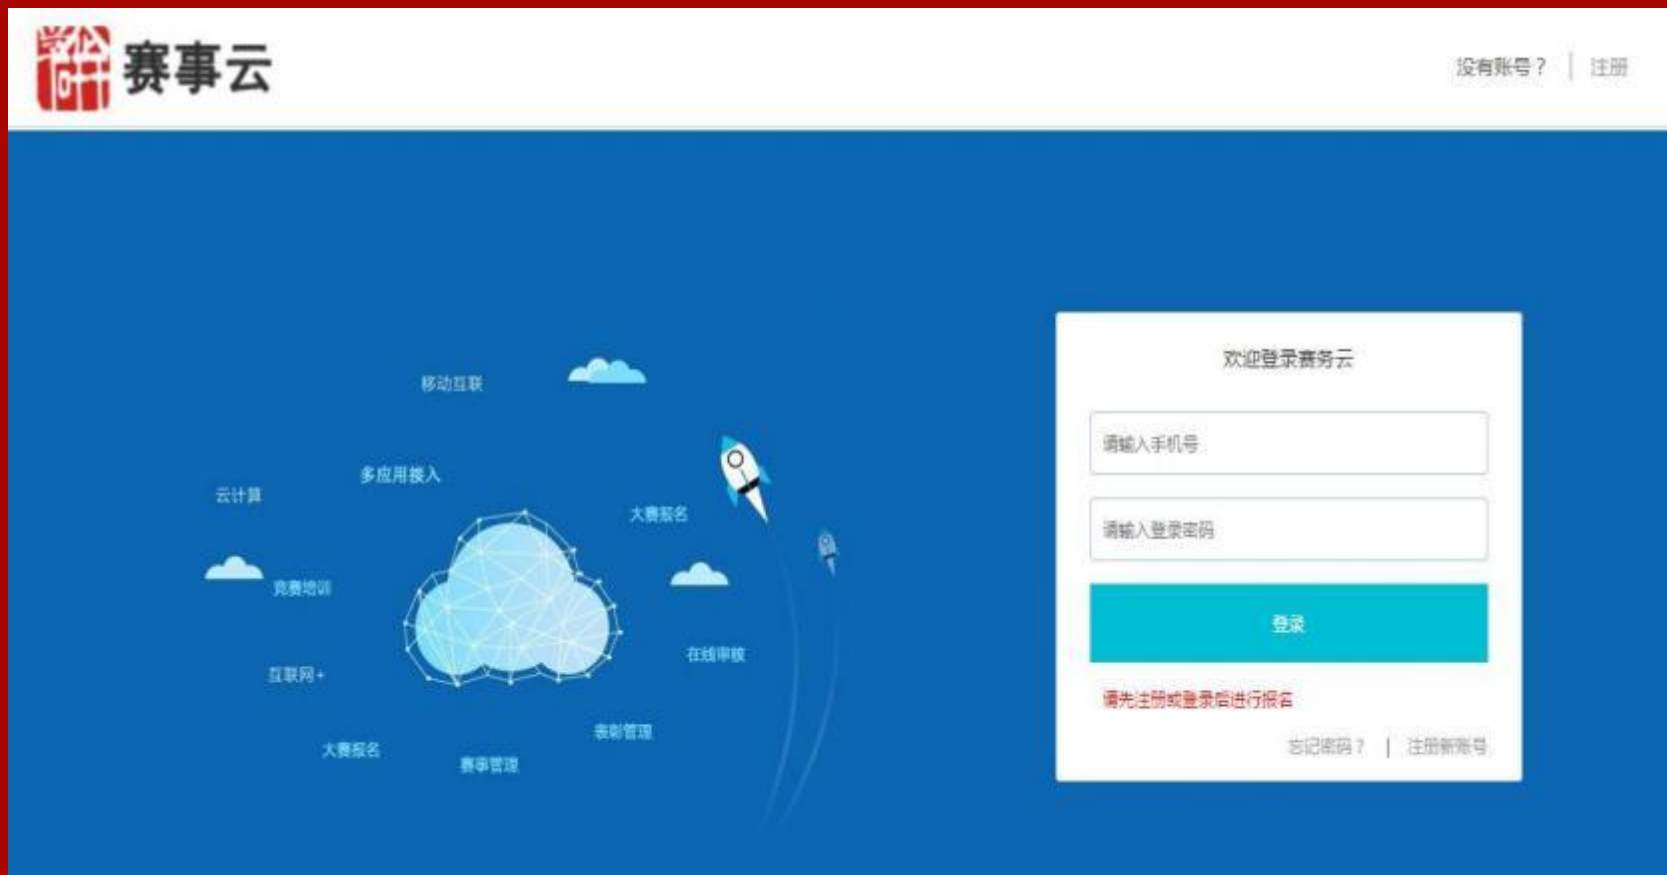 赛事云
没有账号？ | 注册
移动互联
多应用接入
云计算
大赛报名
竞赛培训
互联网+
在线审核
大赛报名
赛事管理
表彰管理
欢迎登录赛务云
请输入手机号
请输入登录密码
登录
请先注册或登录后进行报名
忘记密码？ | 注册新账号